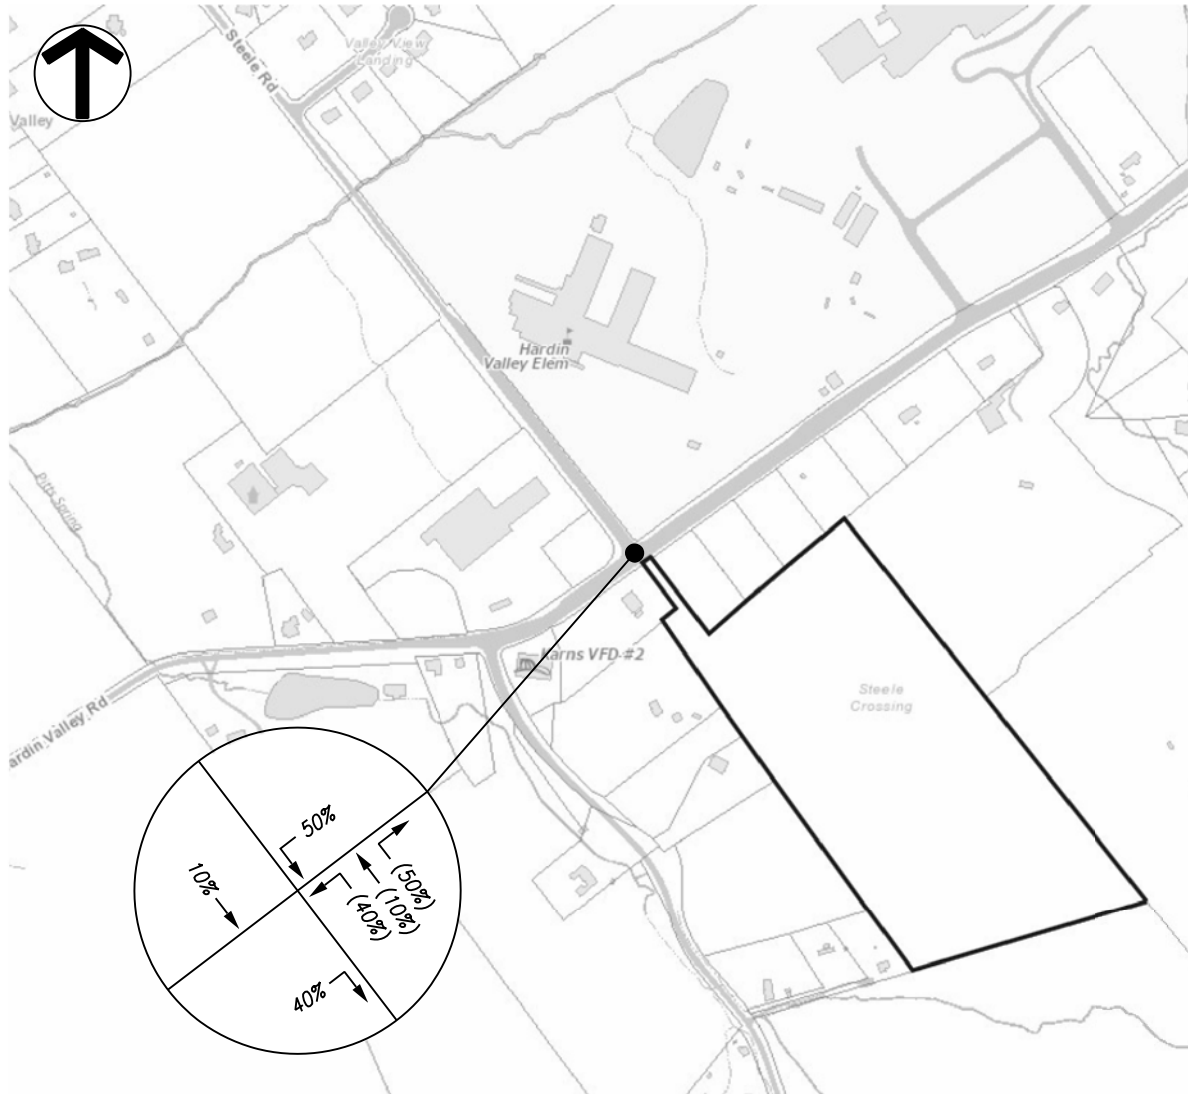 Steele Rd
Valley View
Landing
Valley
Hardin
Valley Elem
Pitts Spring
Karns VFD #2
Steele
Crossing
ardin Valley Rd
50%
10%
(50%)
(10%)
(40%)
40%